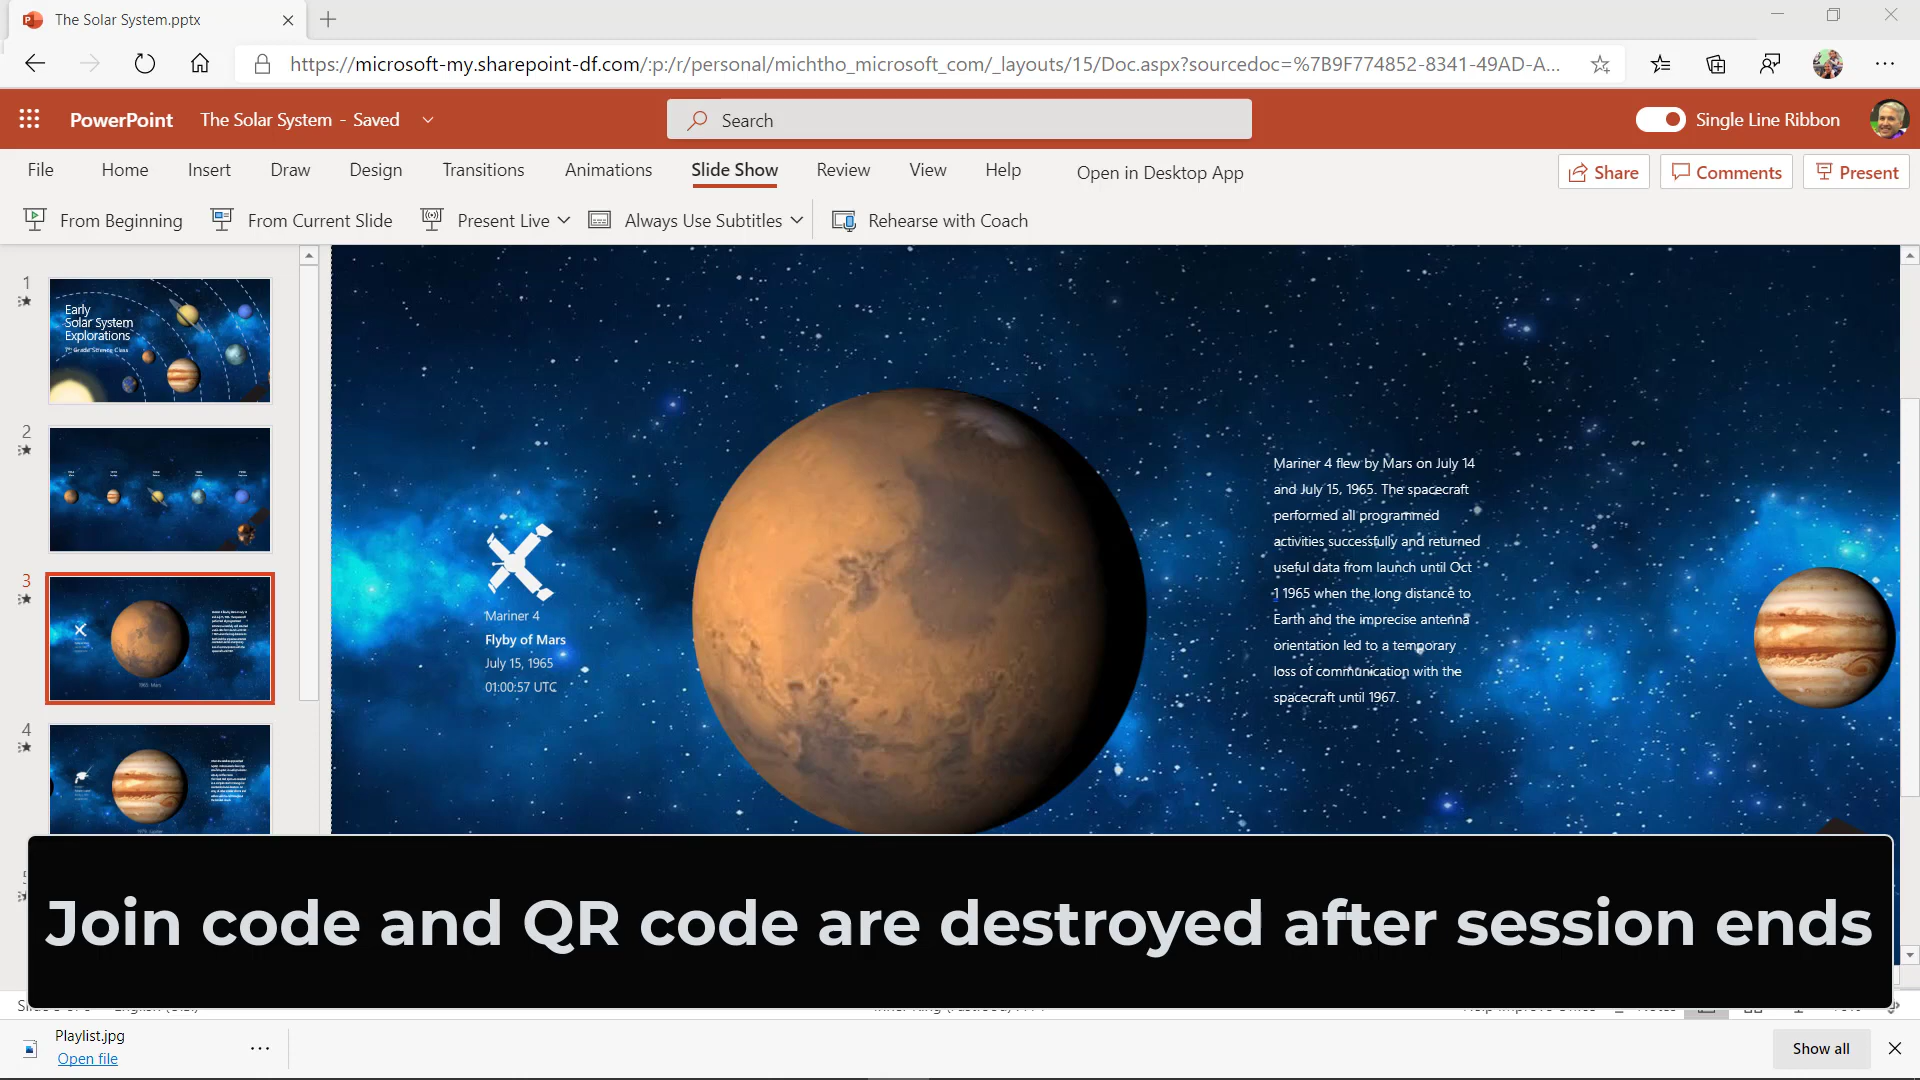 The Solar System.pptx
https://microsoft-my.sharepoint-df.com/:p:/r/personal/michtho_microsoft_com/_layouts/15/Doc.aspx?sourcedoc=%7B9F774852-8341-49AD-A...
PowerPoint The Solar System - Saved
Search
Single Line Ribbon
File Home Insert Draw Design Transitions Animations Slide Show Review View Help Open in Desktop App
Share Comments Present
From Beginning From Current Slide Present Live Always Use Subtitles Rehearse with Coach
1
Early
Solar System
Explorations
7th Grade Science Class
2
3
4
Mariner 4
Flyby of Mars
July 15, 1965
01:00:57 UTC
Mariner 4 flew by Mars on July 14
and July 15, 1965. The spacecraft
performed all programmed
activities successfully and returned
useful data from launch until Oct
1 1965 when the long distance to
Earth and the imprecise antenna
orientation led to a temporary
loss of communication with the
spacecraft until 1967.
Join code and QR code are destroyed after session ends
Playlist.jpg
Open file
Show all